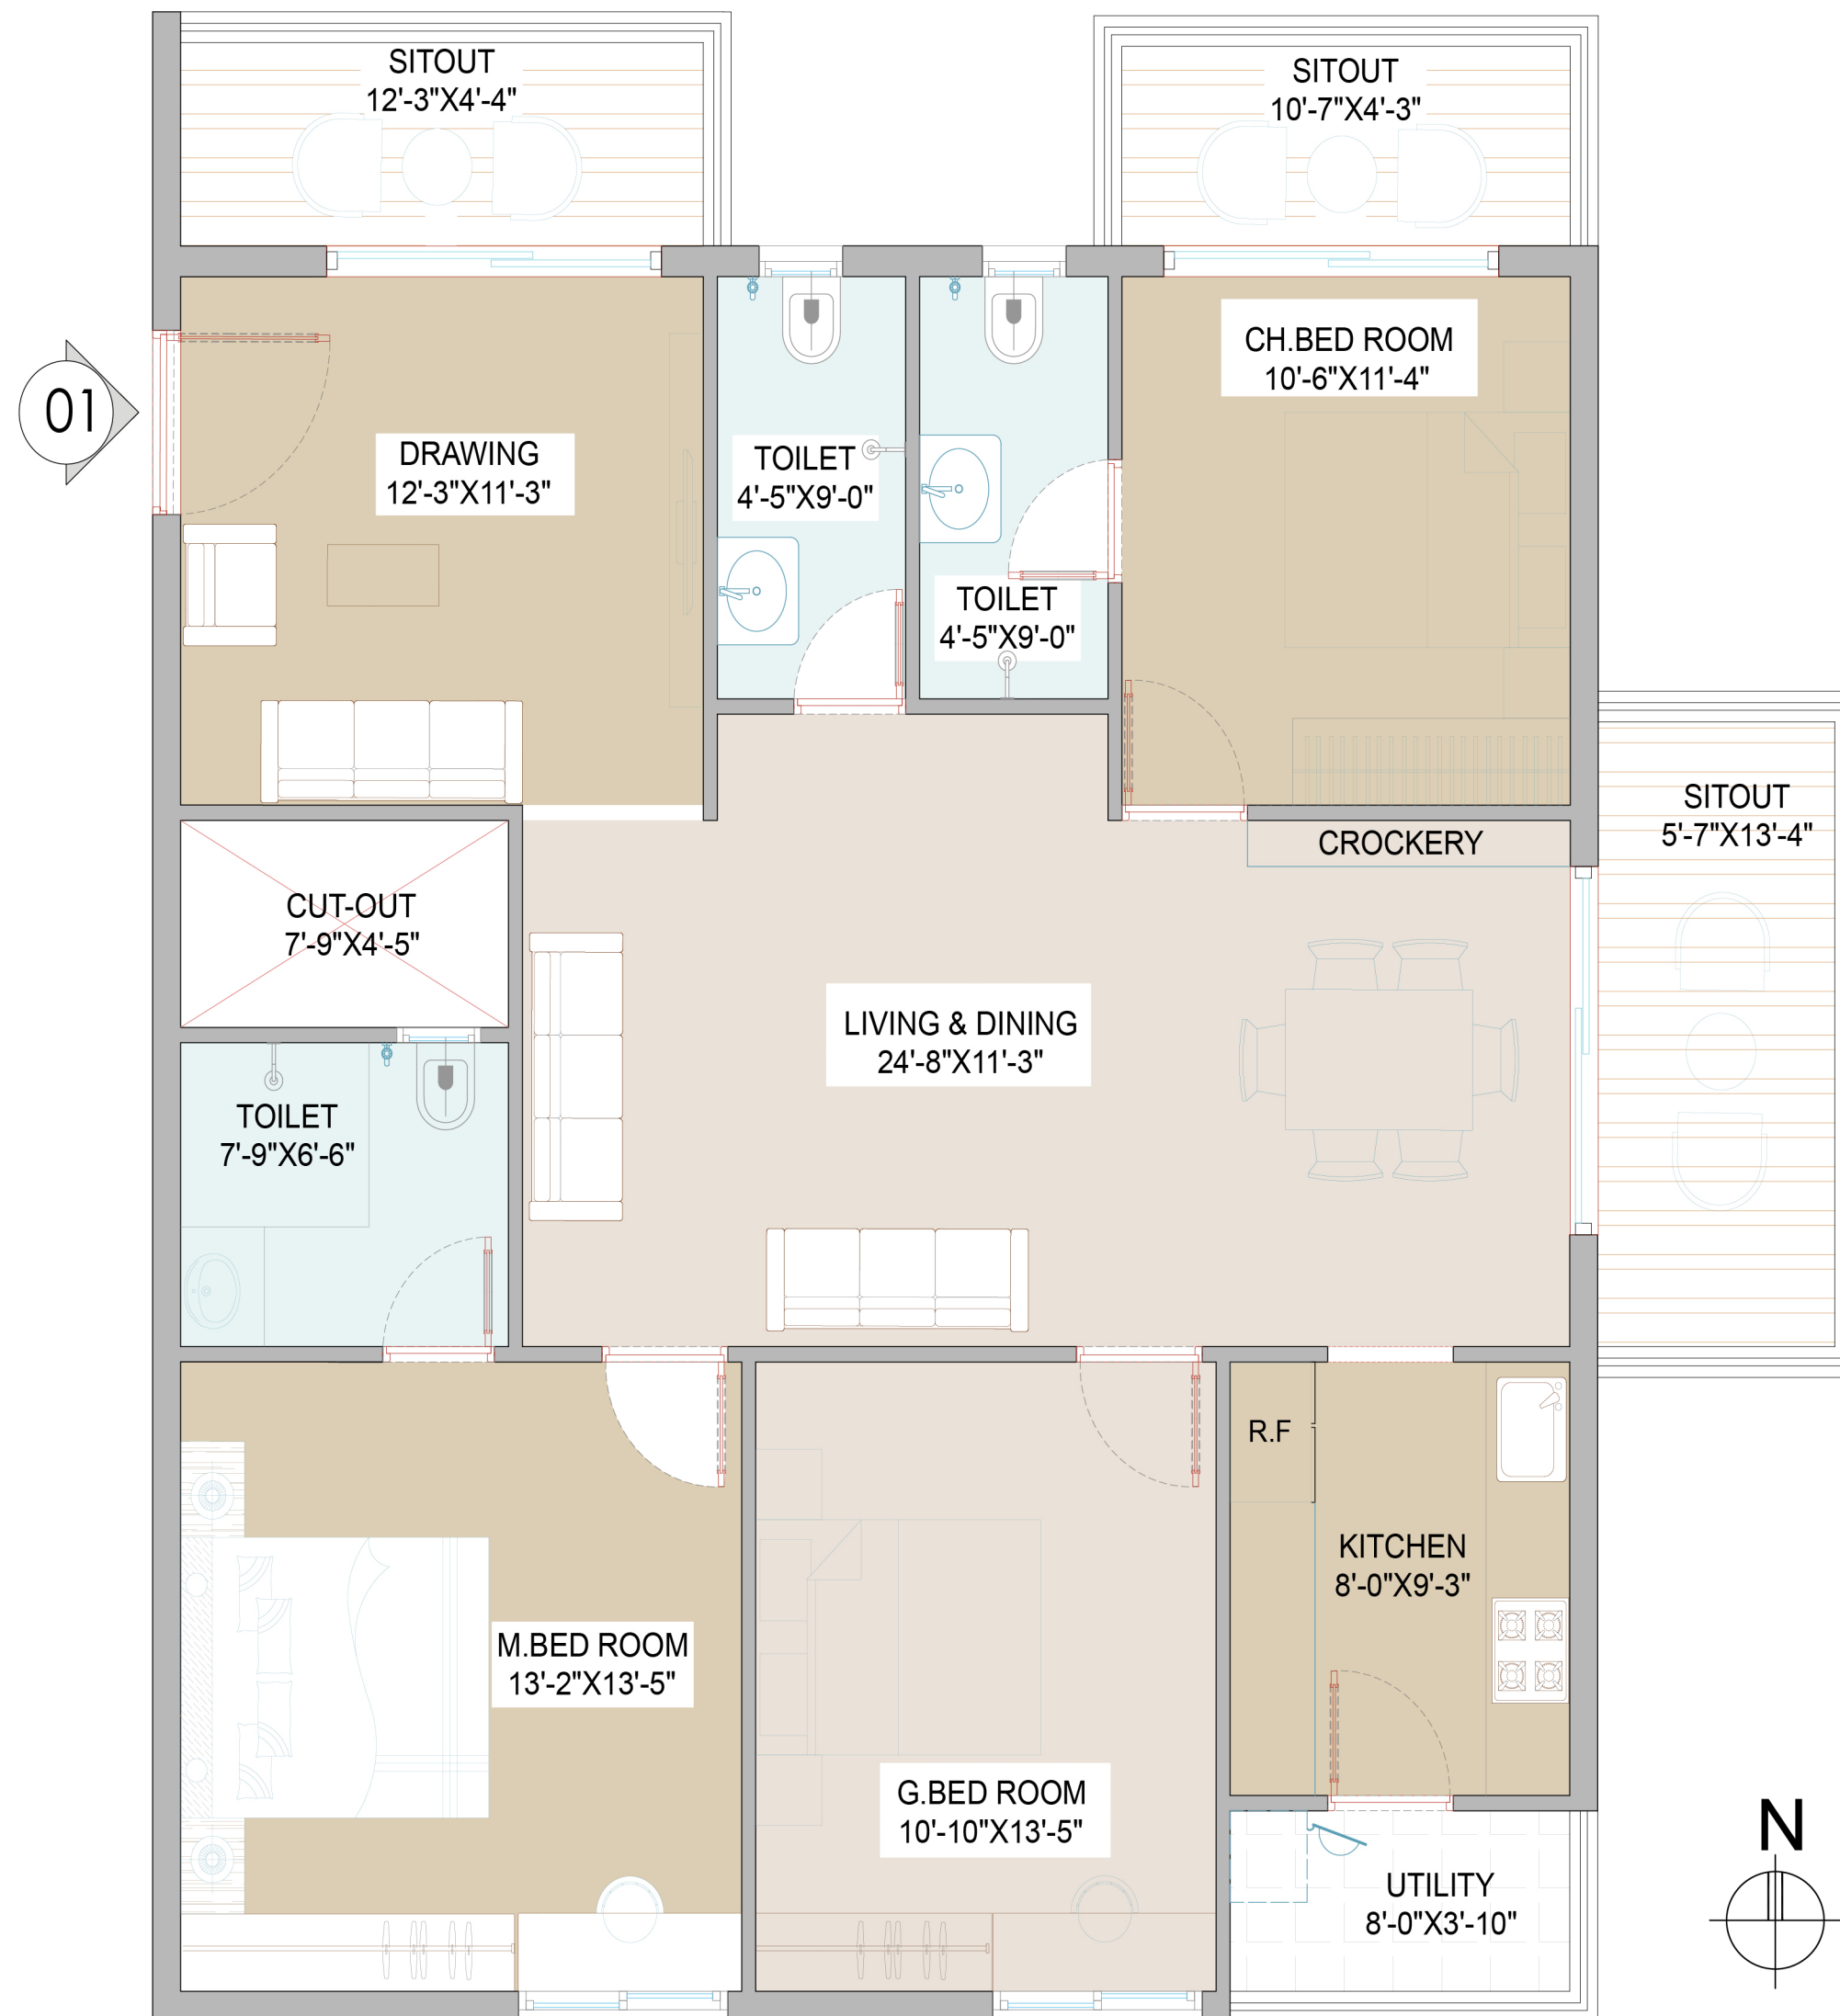 SITOUT
12'-3"X4'-4"
SITOUT
10'-7"X4'-3"
CH.BED ROOM
10'-6"X11'-4"
01
DRAWING
12'-3"X11'-3"
TOILET
4'-5"X9'-0"
TOILET
4'-5"X9'-0"
SITOUT
5'-7"X13'-4"
CROCKERY
CUT-OUT
7'-9"X4'-5"
LIVING & DINING
24'-8"X11'-3"
TOILET
7'-9"X6'-6"
R.F
KITCHEN
8'-0"X9'-3"
M.BED ROOM
13'-2"X13'-5"
G.BED ROOM
10'-10"X13'-5"
N
UTILITY
8'-0"X3'-10"